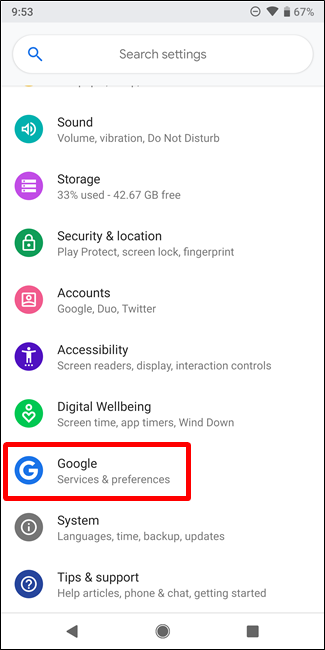 9:53
67%
Search settings
Sound
Volume, vibration, Do Not Disturb
Storage
33% used - 42.67 GB free
Security & location
Play Protect, screen lock, fingerprint
Accounts
Google, Duo, Twitter
Accessibility
Screen readers, display, interaction controls
Digital Wellbeing
Screen time, app timers, Wind Down
G
Google
Services & preferences
System
Languages, time, backup, updates
Tips & support
Help articles, phone & chat, getting started